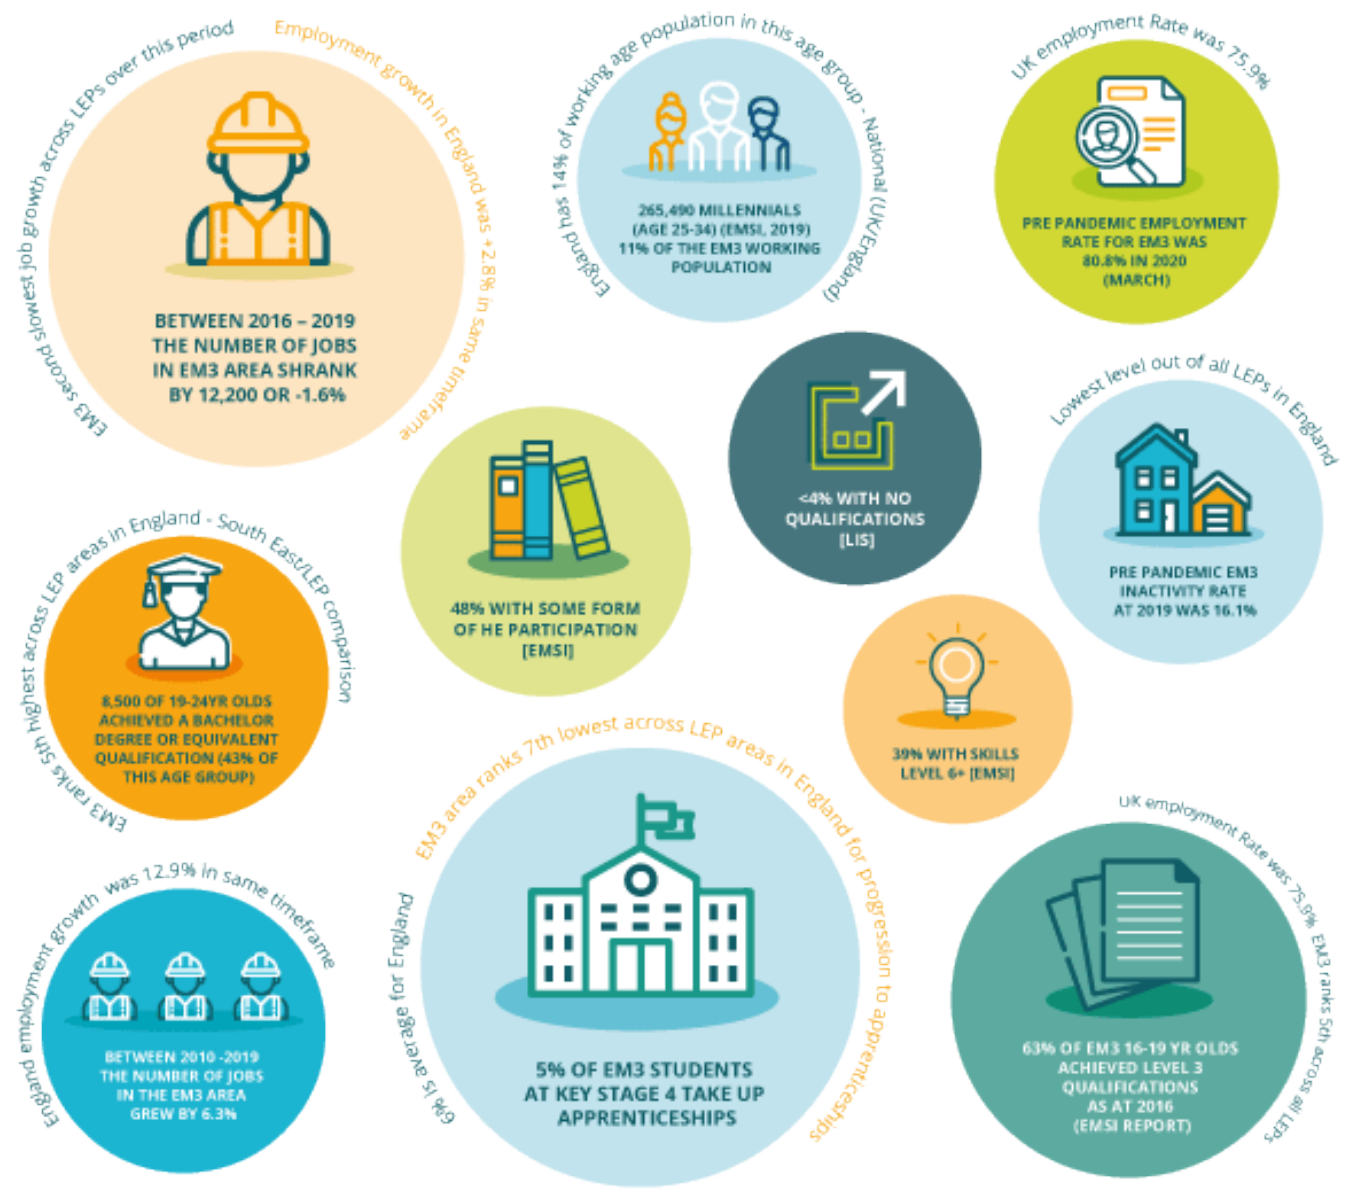 EM3 second slowest job growth across LEPs over this period
Employment growth in England was +2.8% in same timeframe
BETWEEN 2016 – 2019
THE NUMBER OF JOBS
IN EM3 AREA SHRANK
BY 12,200 OR -1.6%
England has 14% of working age population in this age group - National (UK/England)
265,490 MILLENNIALS
(AGE 25-34) (EMSI, 2019)
11% OF THE EM3 WORKING
POPULATION
UK employment Rate was 75.9%
PRE PANDEMIC EMPLOYMENT
RATE FOR EM3 WAS
80.8% IN 2020
(MARCH)
<4% WITH NO
QUALIFICATIONS
[LIS]
Lowest level out of all LEPs in England
PRE PANDEMIC EM3
INACTIVITY RATE
AT 2019 WAS 16.1%
48% WITH SOME FORM
OF HE PARTICIPATION
[EMSI]
EM3 ranks 5th highest across LEP areas in England - South East/LEP comparison
8,500 OF 19-24YR OLDS
ACHIEVED A BACHELOR
DEGREE OR EQUIVALENT
QUALIFICATION (43% OF
THIS AGE GROUP)
39% WITH SKILLS
LEVEL 6+ [EMSI]
England employment growth was 12.9% in same timeframe
BETWEEN 2010 -2019
THE NUMBER OF JOBS
IN THE EM3 AREA
GREW BY 6.3%
6% is average for England
EM3 area ranks 7th lowest across LEP areas in England for progression to apprenticeships
5% OF EM3 STUDENTS
AT KEY STAGE 4 TAKE UP
APPRENTICESHIPS
UK employment Rate was 75.9% EM3 ranks 5th across all LEPs
63% OF EM3 16-19 YR OLDS
ACHIEVED LEVEL 3
QUALIFICATIONS
AS AT 2016
(EMSI REPORT)